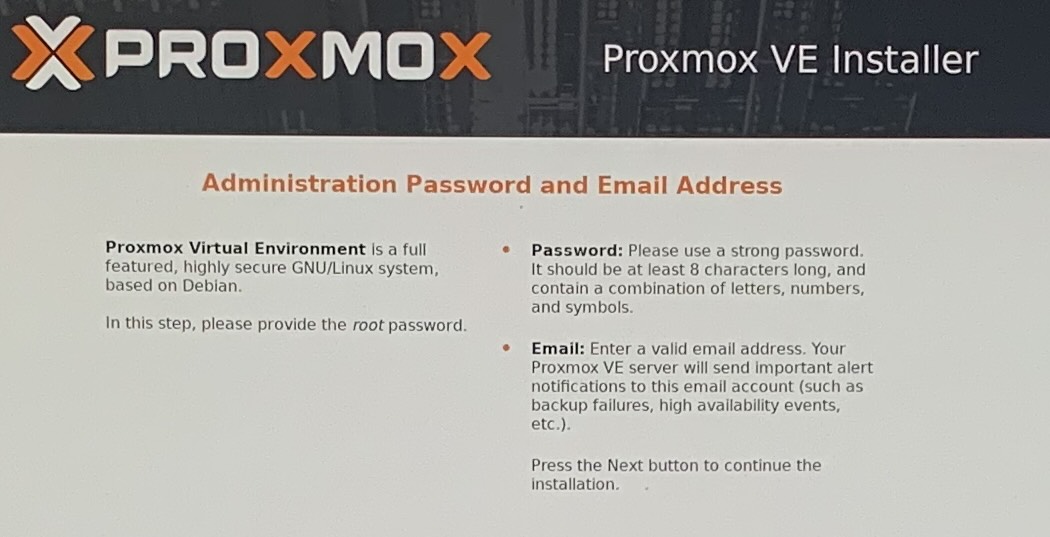 PROXMOX
Proxmox VE Installer
Administration Password and Email Address
Proxmox Virtual Environment is a full
featured, highly secure GNU/Linux system,
based on Debian.
In this step, please provide the root password.
• Password: Please use a strong password.
It should be at least 8 characters long, and
contain a combination of letters, numbers,
and symbols.
• Email: Enter a valid email address. Your
Proxmox VE server will send important alert
notifications to this email account (such as
backup failures, high availability events,
etc.).
Press the Next button to continue the
installation.